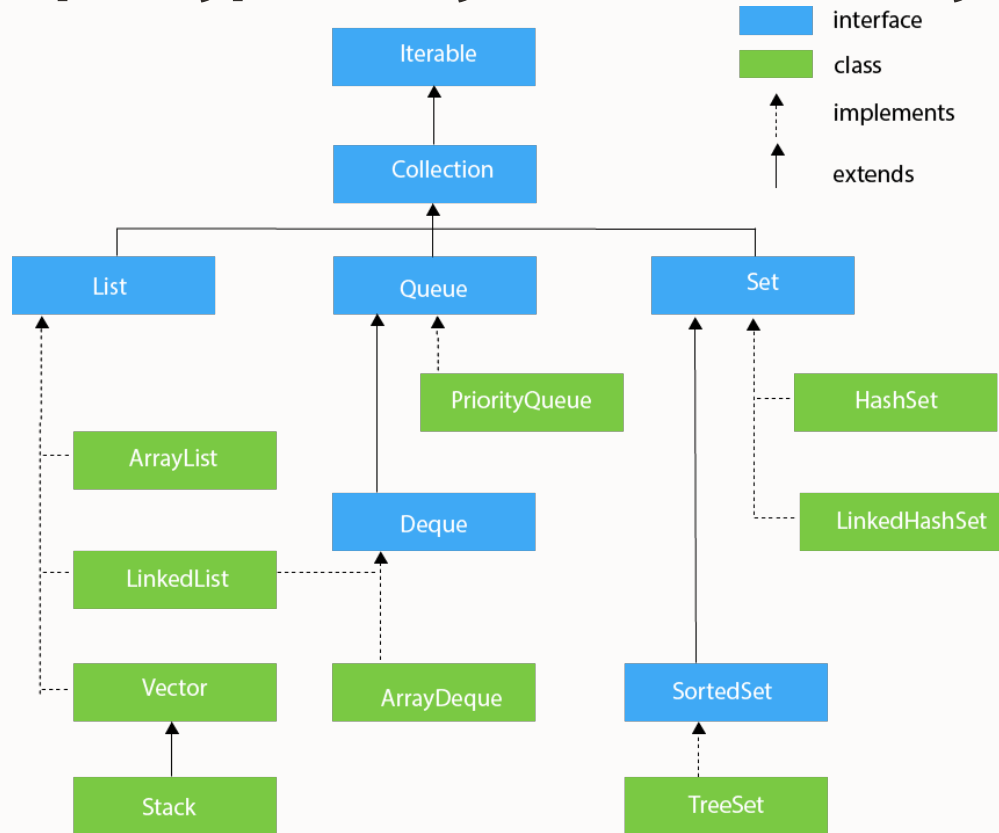 interface
Iterable
class
implements
Collection
extends
List
Queue
Set
PriorityQueue
HashSet
ArrayList
Deque
LinkedHashSet
LinkedList
Vector
ArrayDeque
SortedSet
Stack
TreeSet